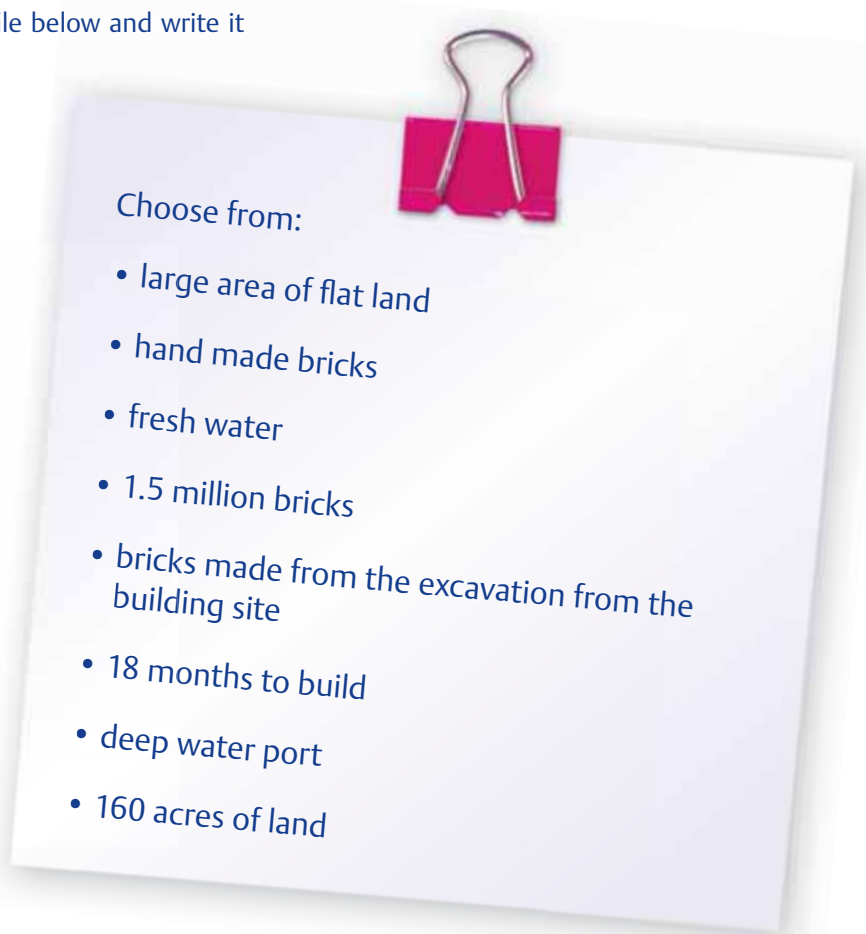 ile below and write it
Choose from:
• large area of flat land
• hand made bricks
• fresh water
• 1.5 million bricks
• bricks made from the excavation from the
building site
• 18 months to build
• deep water port
• 160 acres of land